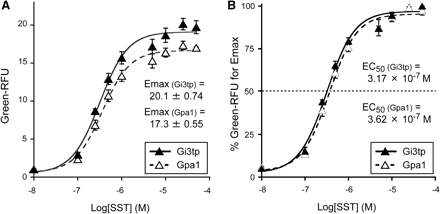 A
Green-RFU
25
20
15
10
5
0
Emax (Gi3tp) =
20.1 ± 0.74
Emax (Gpa1) =
17.3 ± 0.55
Gi3tp
Gpa1
-8 -7 -6 -5 -4
Log[SST] (M)
B
% Green-RFU for Emax
100
75
50
25
0
EC50 (Gi3tp) =
3.17 × 10-7 M
EC50 (Gpa1) =
3.62 × 10-7 M
Gi3tp
Gpa1
-8 -7 -6 -5 -4
Log[SST] (M)